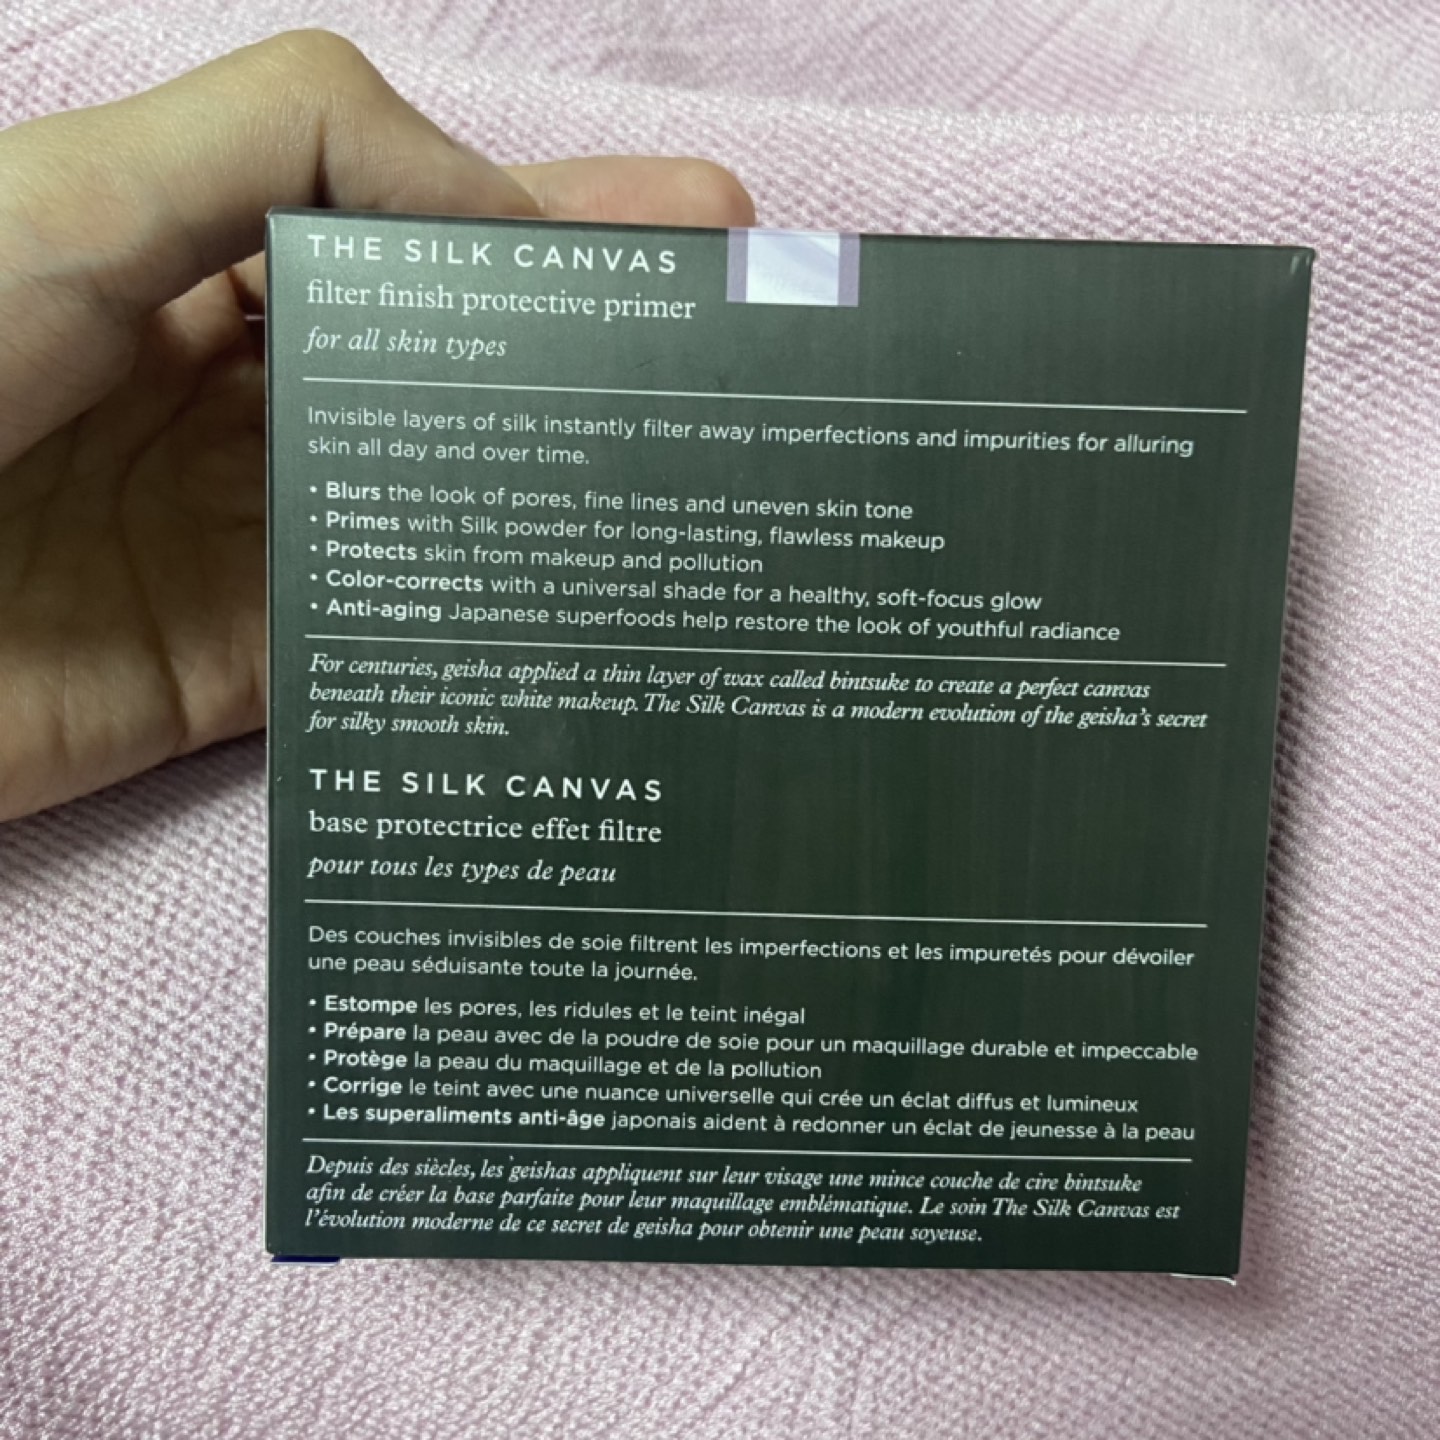 THE SILK CANVAS
filter finish protective primer
for all skin types
Invisible layers of silk instantly filter away imperfections and impurities for alluring
skin all day and over time.
• Blurs the look of pores, fine lines and uneven skin tone
• Primes with Silk powder for long-lasting, flawless makeup
• Protects skin from makeup and pollution
• Color-corrects with a universal shade for a healthy, soft-focus glow
• Anti-aging Japanese superfoods help restore the look of youthful radiance
For centuries, geisha applied a thin layer of wax called bintsuke to create a perfect canvas
beneath their iconic white makeup. The Silk Canvas is a modern evolution of the geisha's secret
for silky smooth skin.
THE SILK CANVAS
base protectrice effet filtre
pour tous les types de peau
Des couches invisibles de soie filtrent les imperfections et les impuretés pour dévoiler
une peau séduisante toute la journée.
• Estompe les pores, les ridules et le teint inégal
• Prépare la peau avec de la poudre de soie pour un maquillage durable et impeccable
• Protège la peau du maquillage et de la pollution
• Corrige le teint avec une nuance universelle qui crée un éclat diffus et lumineux
• Les superaliments anti-âge japonais aident à redonner un éclat de jeunesse à la peau
Depuis des siècles, les geishas appliquent sur leur visage une mince couche de cire bintsuke
afin de créer la base parfaite pour leur maquillage emblématique. Le soin The Silk Canvas est
l'évolution moderne de ce secret de geisha pour obtenir une peau soyeuse.